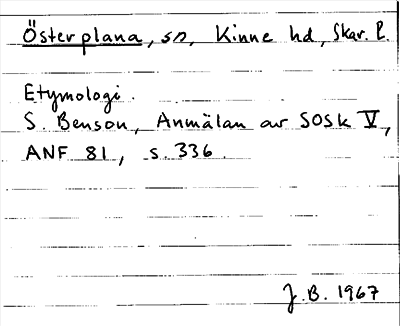 Österplana, sn, Kinne hd, Skar. l.
Etymologi.
S. Benson, Anmälan av SOSk V,
ANF 81, s. 336.
J.B. 1967